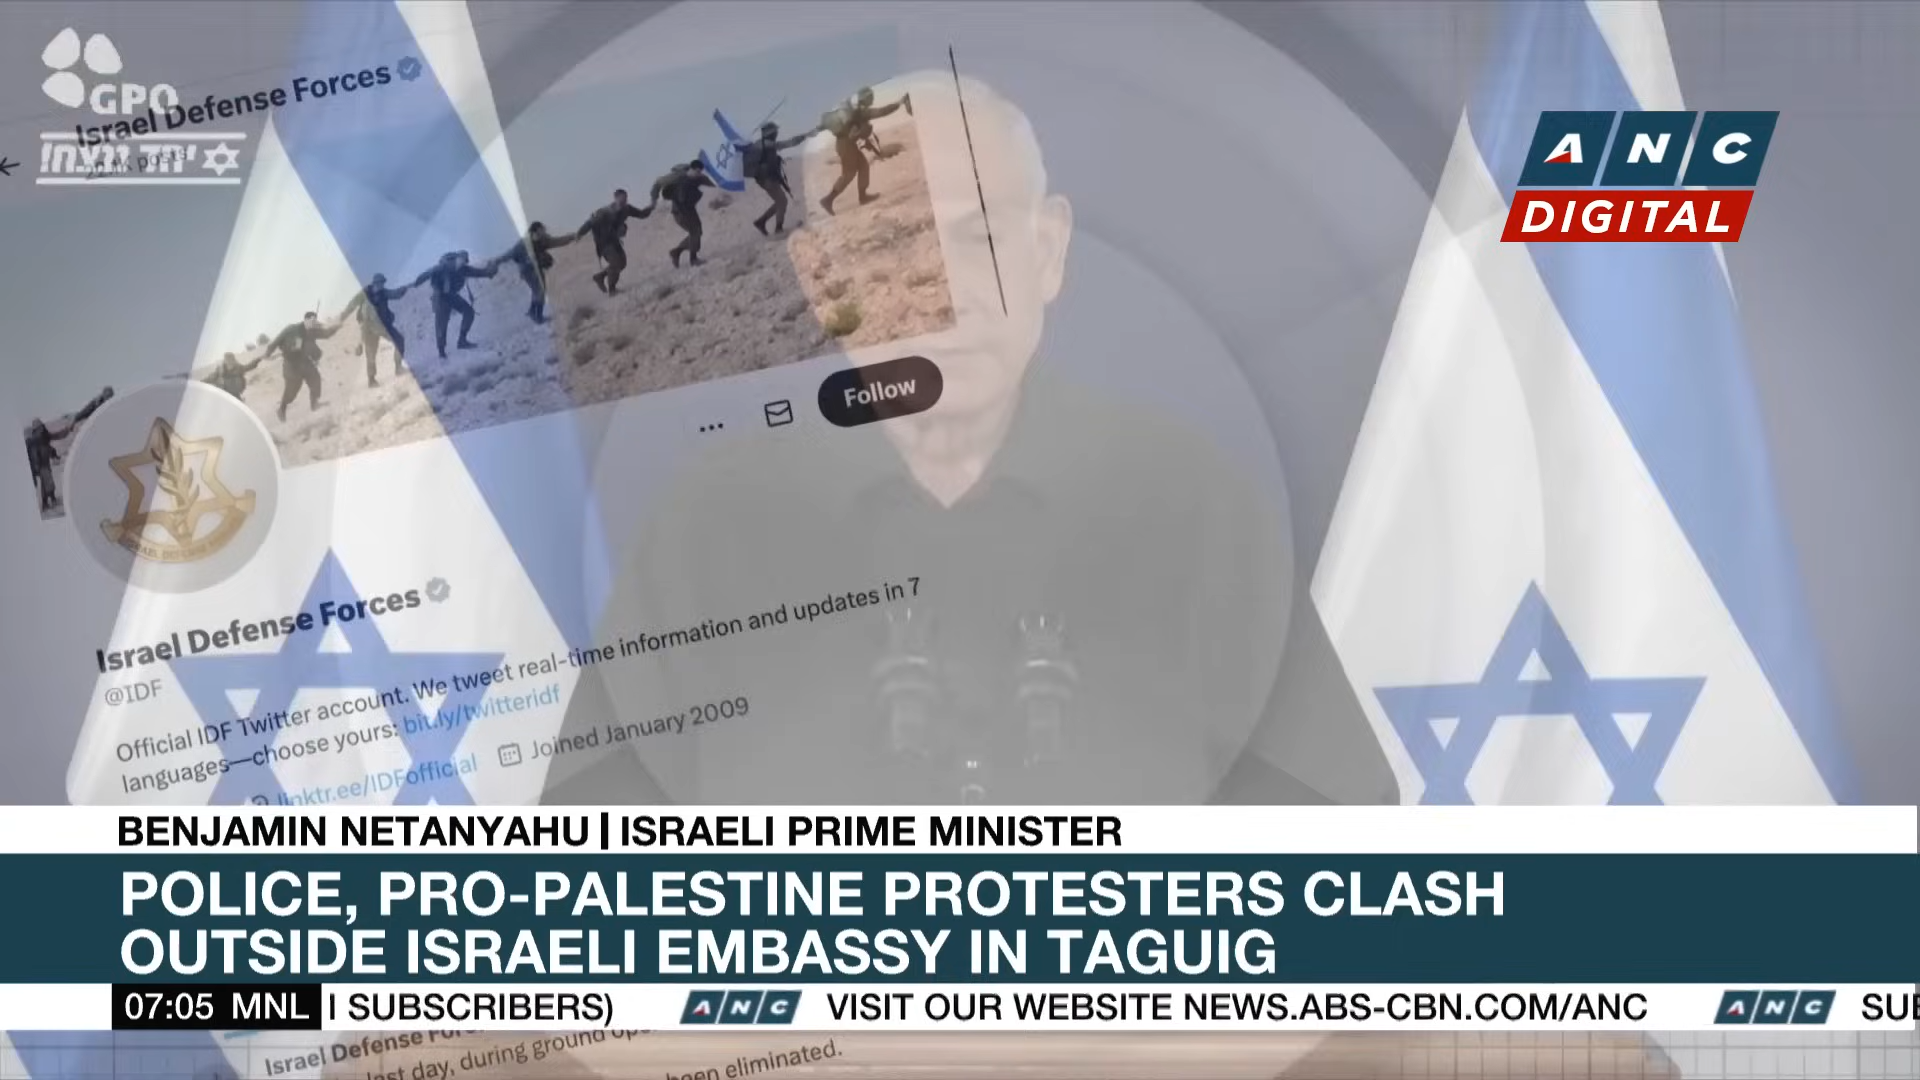 GPO
יחד ננצח!
Israel Defense Forces
posts
ANC
DIGITAL
Follow
Israel Defense Forces
@IDF
Official IDF Twitter account. We tweet real-time information and updates in 7
languages—choose yours: bit.ly/twitteridf
linktr.ee/IDFofficial Joined January 2009
BENJAMIN NETANYAHU | ISRAELI PRIME MINISTER
POLICE, PRO-PALESTINE PROTESTERS CLASH
OUTSIDE ISRAELI EMBASSY IN TAGUIG
07:05 MNL I SUBSCRIBERS) ANC VISIT OUR WEBSITE NEWS.ABS-CBN.COM/ANC ANC
Israel Defense
day, during ground
eliminated.